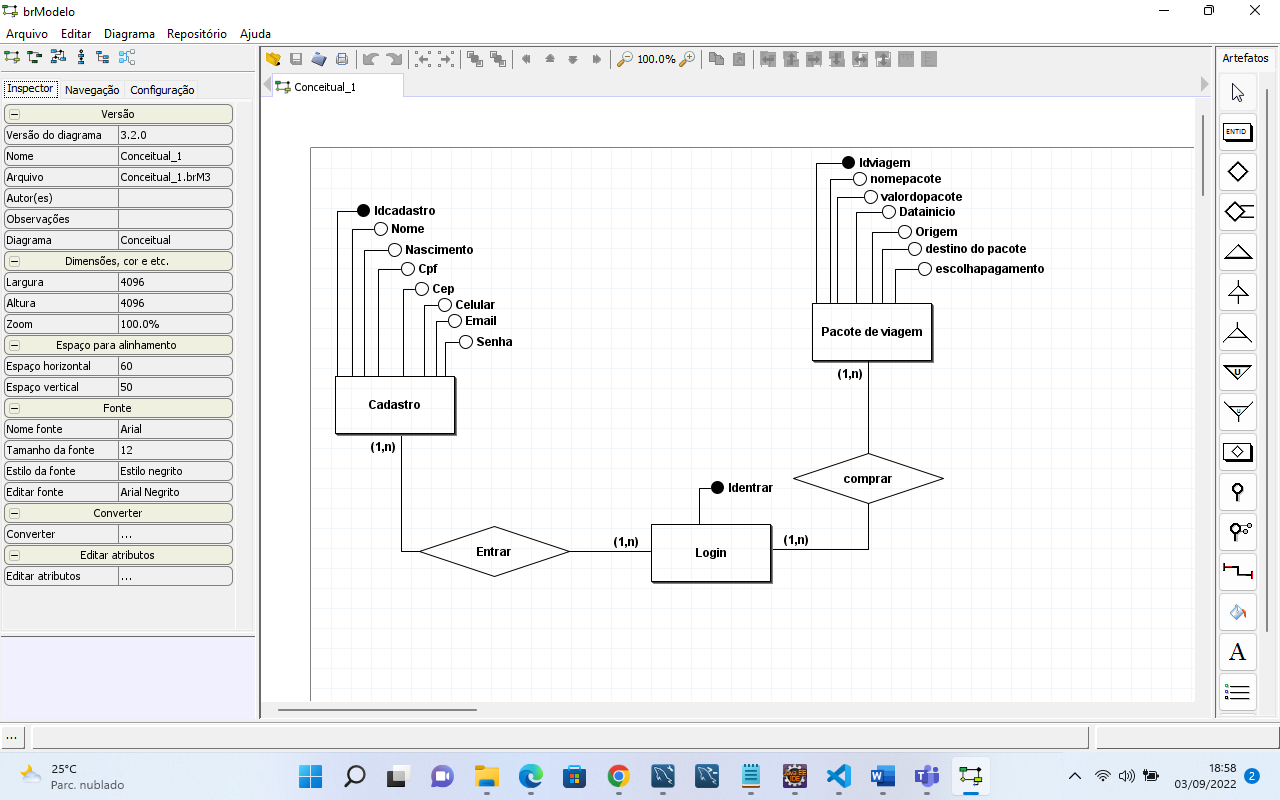 brModelo
Arquivo Editar Diagrama Repositório Ajuda
100.0%
Artefatos
Inspector Navegação Configuração
Conceitual_1
Versão
Versão do diagrama 3.2.0
Nome Conceitual_1
Arquivo Conceitual_1.brM3
Autor(es)
Observações
Diagrama Conceitual
Dimensões, cor e etc.
Largura 4096
Altura 4096
Zoom 100.0%
Espaço para alinhamento
Espaço horizontal 60
Espaço vertical 50
Fonte
Nome fonte Arial
Tamanho da fonte 12
Estilo da fonte Estilo negrito
Editar fonte Arial Negrito
Converter
Converter ...
Editar atributos
Editar atributos ...
Idcadastro
Nome
Nascimento
Cpf
Cep
Celular
Email
Senha
Cadastro
(1,n)
Entrar
(1,n)
Identrar
Login
(1,n)
Idviagem
nomepacote
valordopacote
Datainicio
Origem
destino do pacote
escolhapagamento
Pacote de viagem
(1,n)
comprar
ENTID
U
U
A
...
25°C
Parc. nublado
JAVA EE
IDE
W
T
18:58
03/09/2022
2